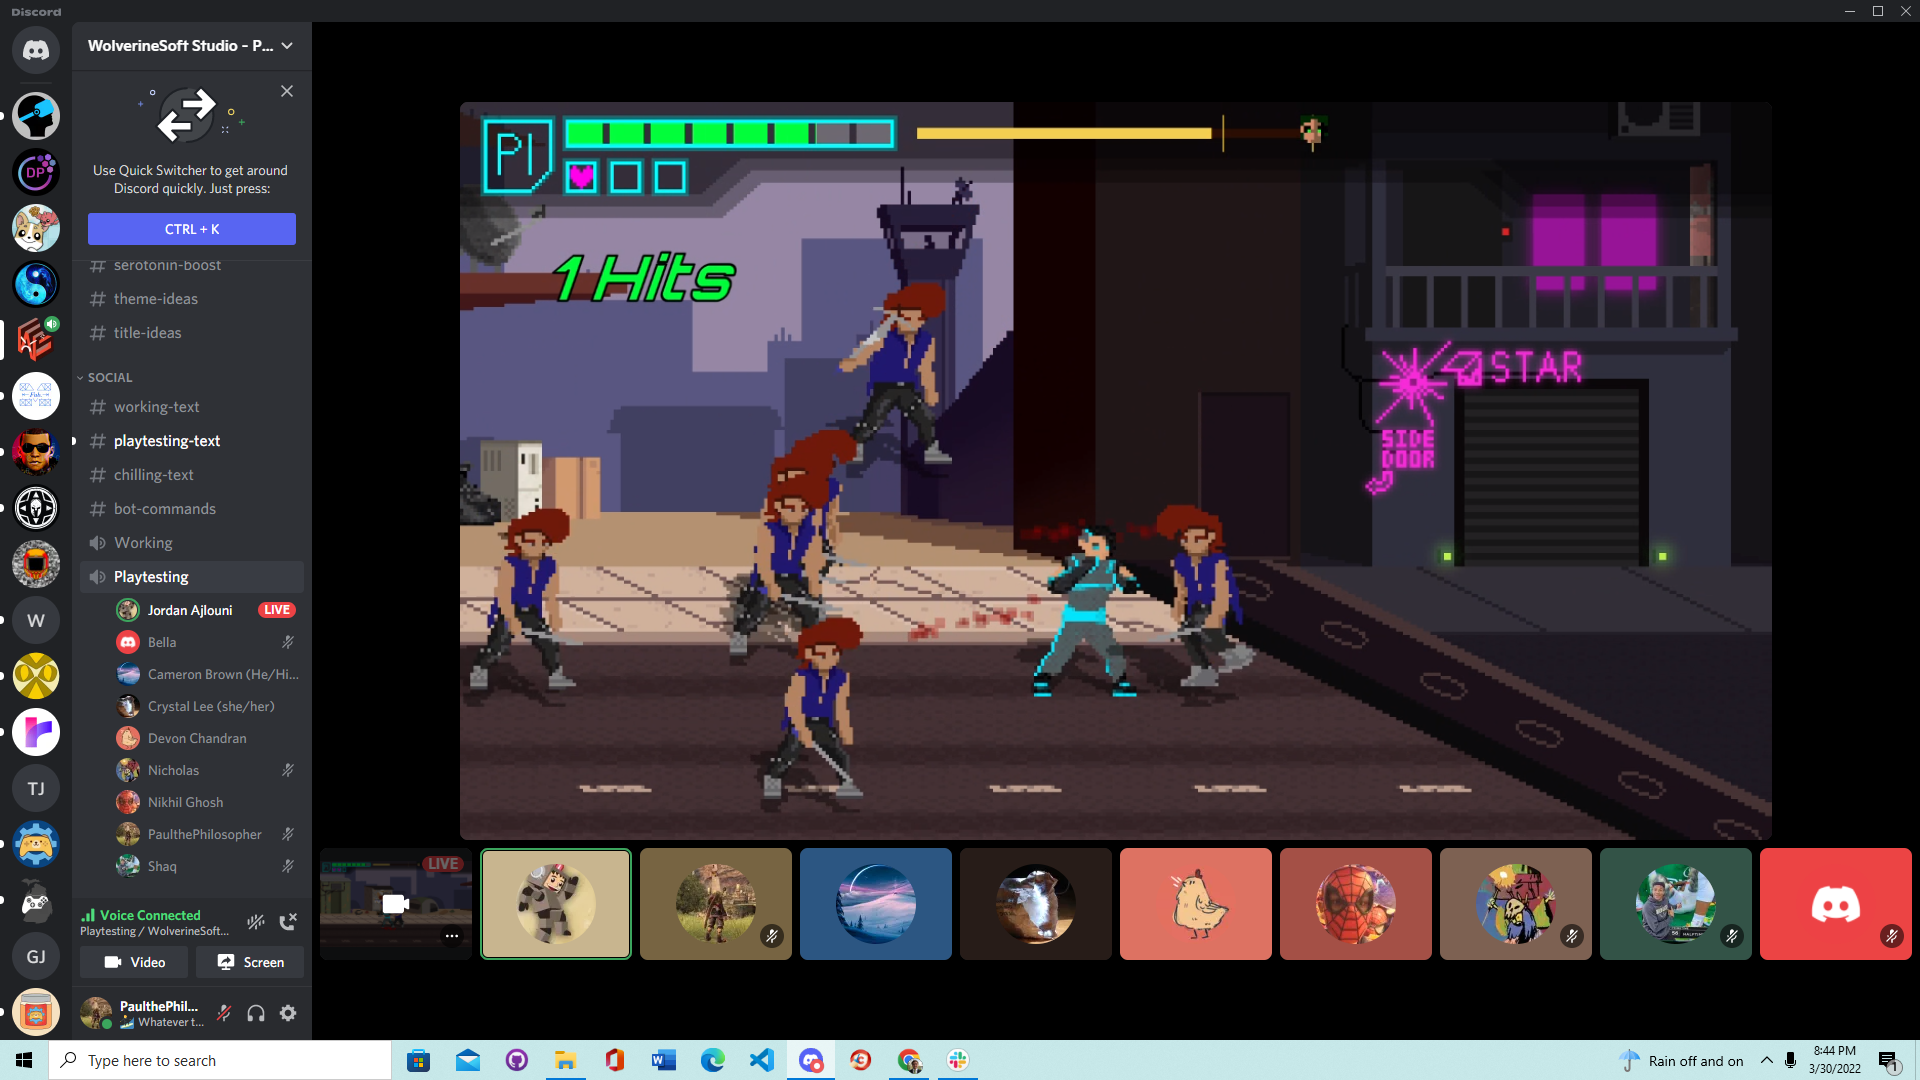 Discord
WolverineSoft Studio - P...
Use Quick Switcher to get around
Discord quickly. Just press:
CTRL + K
serotonin-boost
theme-ideas
title-ideas
SOCIAL
working-text
playtesting-text
chilling-text
bot-commands
Working
Playtesting
Jordan Ajlouni
LIVE
Bella
Cameron Brown (He/Hi...
Crystal Lee (she/her)
Devon Chandran
Nicholas
Nikhil Ghosh
PaulthePhilosopher
Shaq
Voice Connected
Playtesting / WolverineSoft...
Video
Screen
PaulthePhil...
Whatever t...
DP
W
TJ
GJ
P1
1 Hits
STAR
SIDE
DOOR
LIVE
Type here to search
Rain off and on
8:44 PM
3/30/2022
1